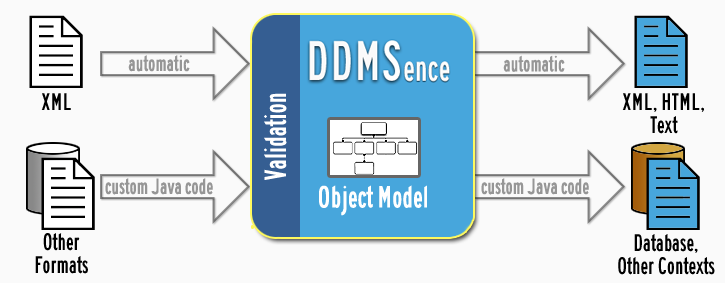 automatic
XML
custom Java code
Other
Formats
Validation
DDMSence
Object Model
automatic
XML, HTML,
Text
custom Java code
Database,
Other Contexts